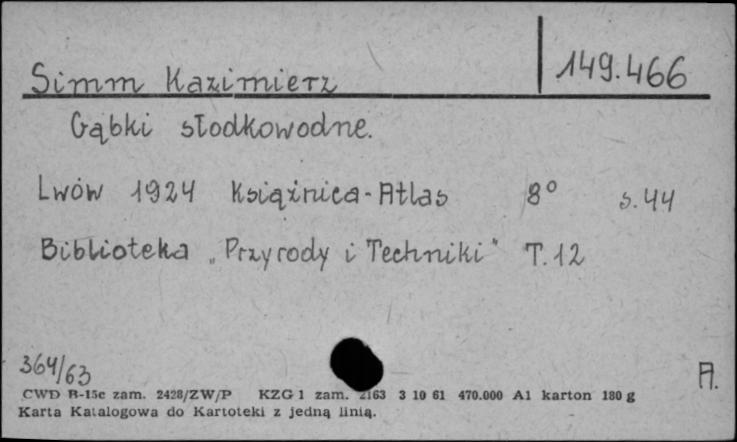 Simm Kazimierz 149.466
Gąbki słodkowodne.
Lwów 1924 Książnica-Atlas 8° s. 44
Biblioteka „Przyrody i Techniki" T. 12
364/63 A.
CWD B-15c zam. 2428/ZW/P KZG 1 zam. 2163 3 10 61 470.000 A1 karton 180 g
Karta Katalogowa do Kartoteki z jedną linią.